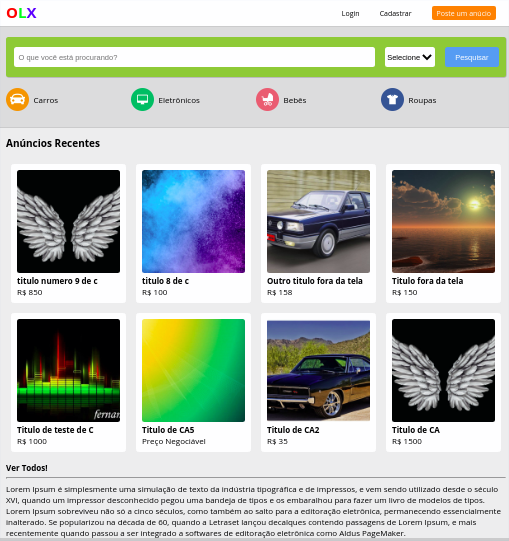 OLX
Login
Cadastrar
Poste um anúcio
O que você está procurando?
Selecione
Pesquisar
Carros
Eletrônicos
Bebês
Roupas
Anúncios Recentes
titulo numero 9 de c
R$ 850
titulo 8 de c
R$ 100
Outro titulo fora da tela
R$ 158
Titulo fora da tela
R$ 150
fernan
Titulo de teste de C
R$ 1000
Titulo de CA5
Preço Negociável
Titulo de CA2
R$ 35
Titulo de CA
R$ 1500
Ver Todos!
Lorem Ipsum é simplesmente uma simulação de texto da indústria tipográfica e de impressos, e vem sendo utilizado desde o século
XVI, quando um impressor desconhecido pegou uma bandeja de tipos e os embaralhou para fazer um livro de modelos de tipos.
Lorem Ipsum sobreviveu não só a cinco séculos, como também ao salto para a editoração eletrônica, permanecendo essencialmente
inalterado. Se popularizou na década de 60, quando a Letraset lançou decalques contendo passagens de Lorem Ipsum, e mais
recentemente quando passou a ser integrado a softwares de editoração eletrônica como Aldus PageMaker.